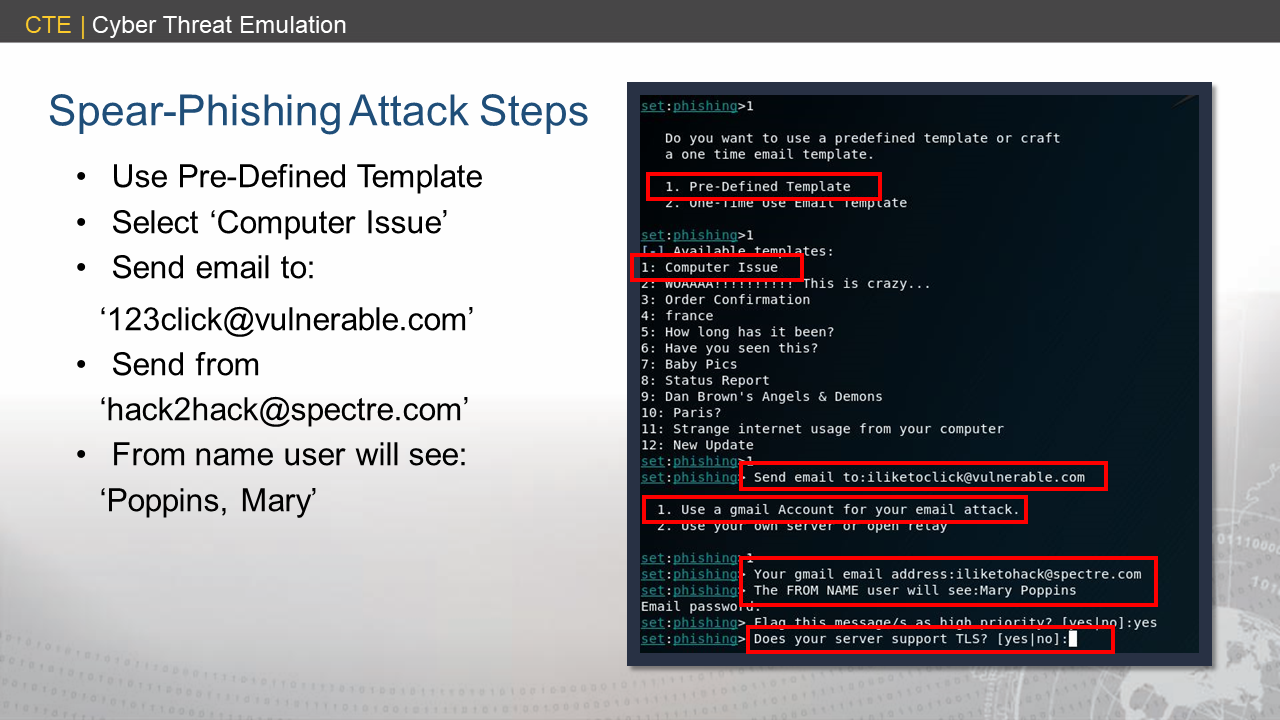 CTE | Cyber Threat Emulation
Spear-Phishing Attack Steps
• Use Pre-Defined Template
• Select ‘Computer Issue’
• Send email to:
‘123click@vulnerable.com’
• Send from
‘hack2hack@spectre.com’
• From name user will see:
‘Poppins, Mary’
set:phishing>1
Do you want to use a predefined template or craft
a one time email template.
1. Pre-Defined Template
2. One-Time Use Email Template
set:phishing>1
[-] Available templates:
1: Computer Issue
2: WOAAAA!!!!!!!!!! This is crazy...
3: Order Confirmation
4: france
5: How long has it been?
6: Have you seen this?
7: Baby Pics
8: Status Report
9: Dan Brown's Angels & Demons
10: Paris?
11: Strange internet usage from your computer
12: New Update
set:phishing>1
set:phishing> Send email to:iliketoclick@vulnerable.com
1. Use a gmail Account for your email attack.
2. Use your own server or open relay
set:phishing>1
set:phishing> Your gmail email address:iliketohack@spectre.com
set:phishing> The FROM NAME user will see:Mary Poppins
Email password:
set:phishing> Flag this message/s as high priority? [yes|no]:yes
set:phishing> Does your server support TLS? [yes|no]: